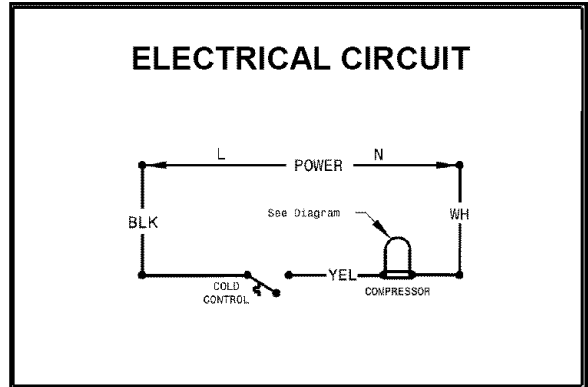 ELECTRICAL CIRCUIT
L POWER N
BLK
See Diagram
WH
COLD
CONTROL
YEL
COMPRESSOR